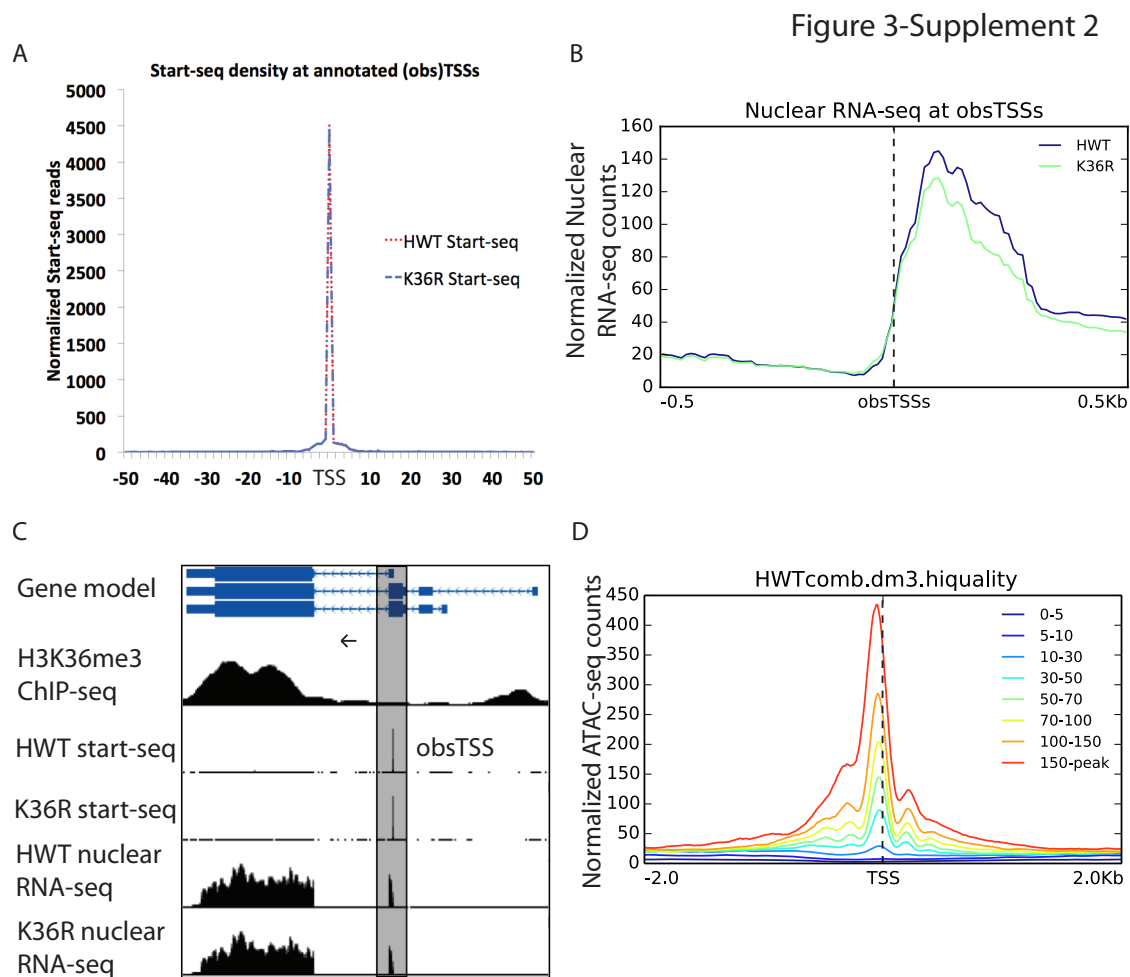 Figure 3-Supplement 2
A
Start-seq density at annotated (obs)TSSs
Normalized Start-seq reads
5000
4500
4000
3500
3000
2500
2000
1500
1000
500
0
-50 -40 -30 -20 -10 TSS 10 20 30 40 50
HWT Start-seq
K36R Start-seq
B
Nuclear RNA-seq at obsTSSs
Normalized Nuclear
RNA-seq counts
160
140
120
100
80
60
40
20
0
-0.5 obsTSSs 0.5Kb
HWT
K36R
C
Gene model
H3K36me3
ChIP-seq
HWT start-seq
obsTSS
K36R start-seq
HWT nuclear
RNA-seq
K36R nuclear
RNA-seq
D
HWTcomb.dm3.hiquality
Normalized ATAC-seq counts
450
400
350
300
250
200
150
100
50
0
-2.0 TSS 2.0Kb
0-5
5-10
10-30
30-50
50-70
70-100
100-150
150-peak